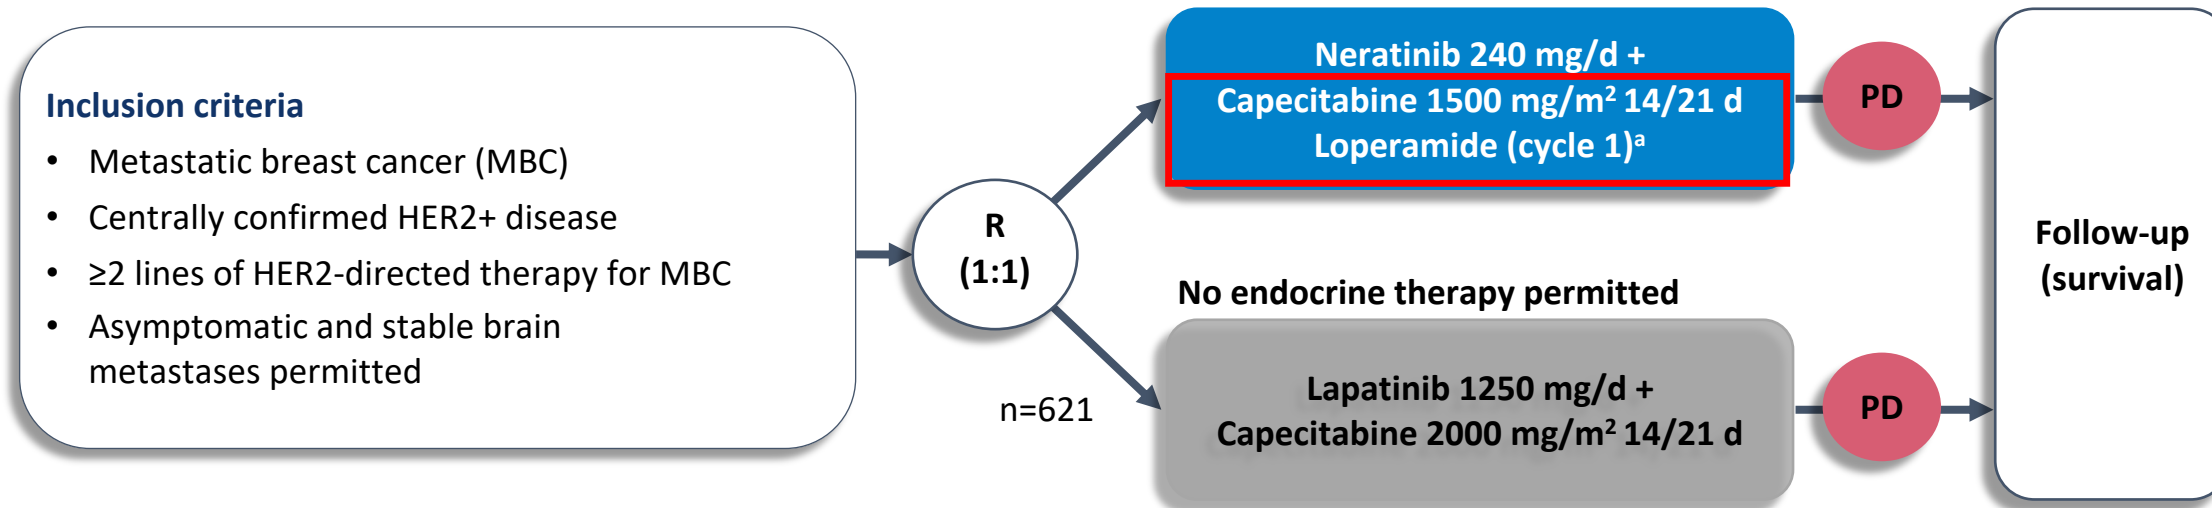 Inclusion criteria
• Metastatic breast cancer (MBC)
• Centrally confirmed HER2+ disease
• ≥2 lines of HER2-directed therapy for MBC
• Asymptomatic and stable brain
metastases permitted
R
(1:1)
n=621
Neratinib 240 mg/d +
Capecitabine 1500 mg/m² 14/21 d
Loperamide (cycle 1)ᵃ
PD
No endocrine therapy permitted
Lapatinib 1250 mg/d +
Capecitabine 2000 mg/m² 14/21 d
PD
Follow-up
(survival)